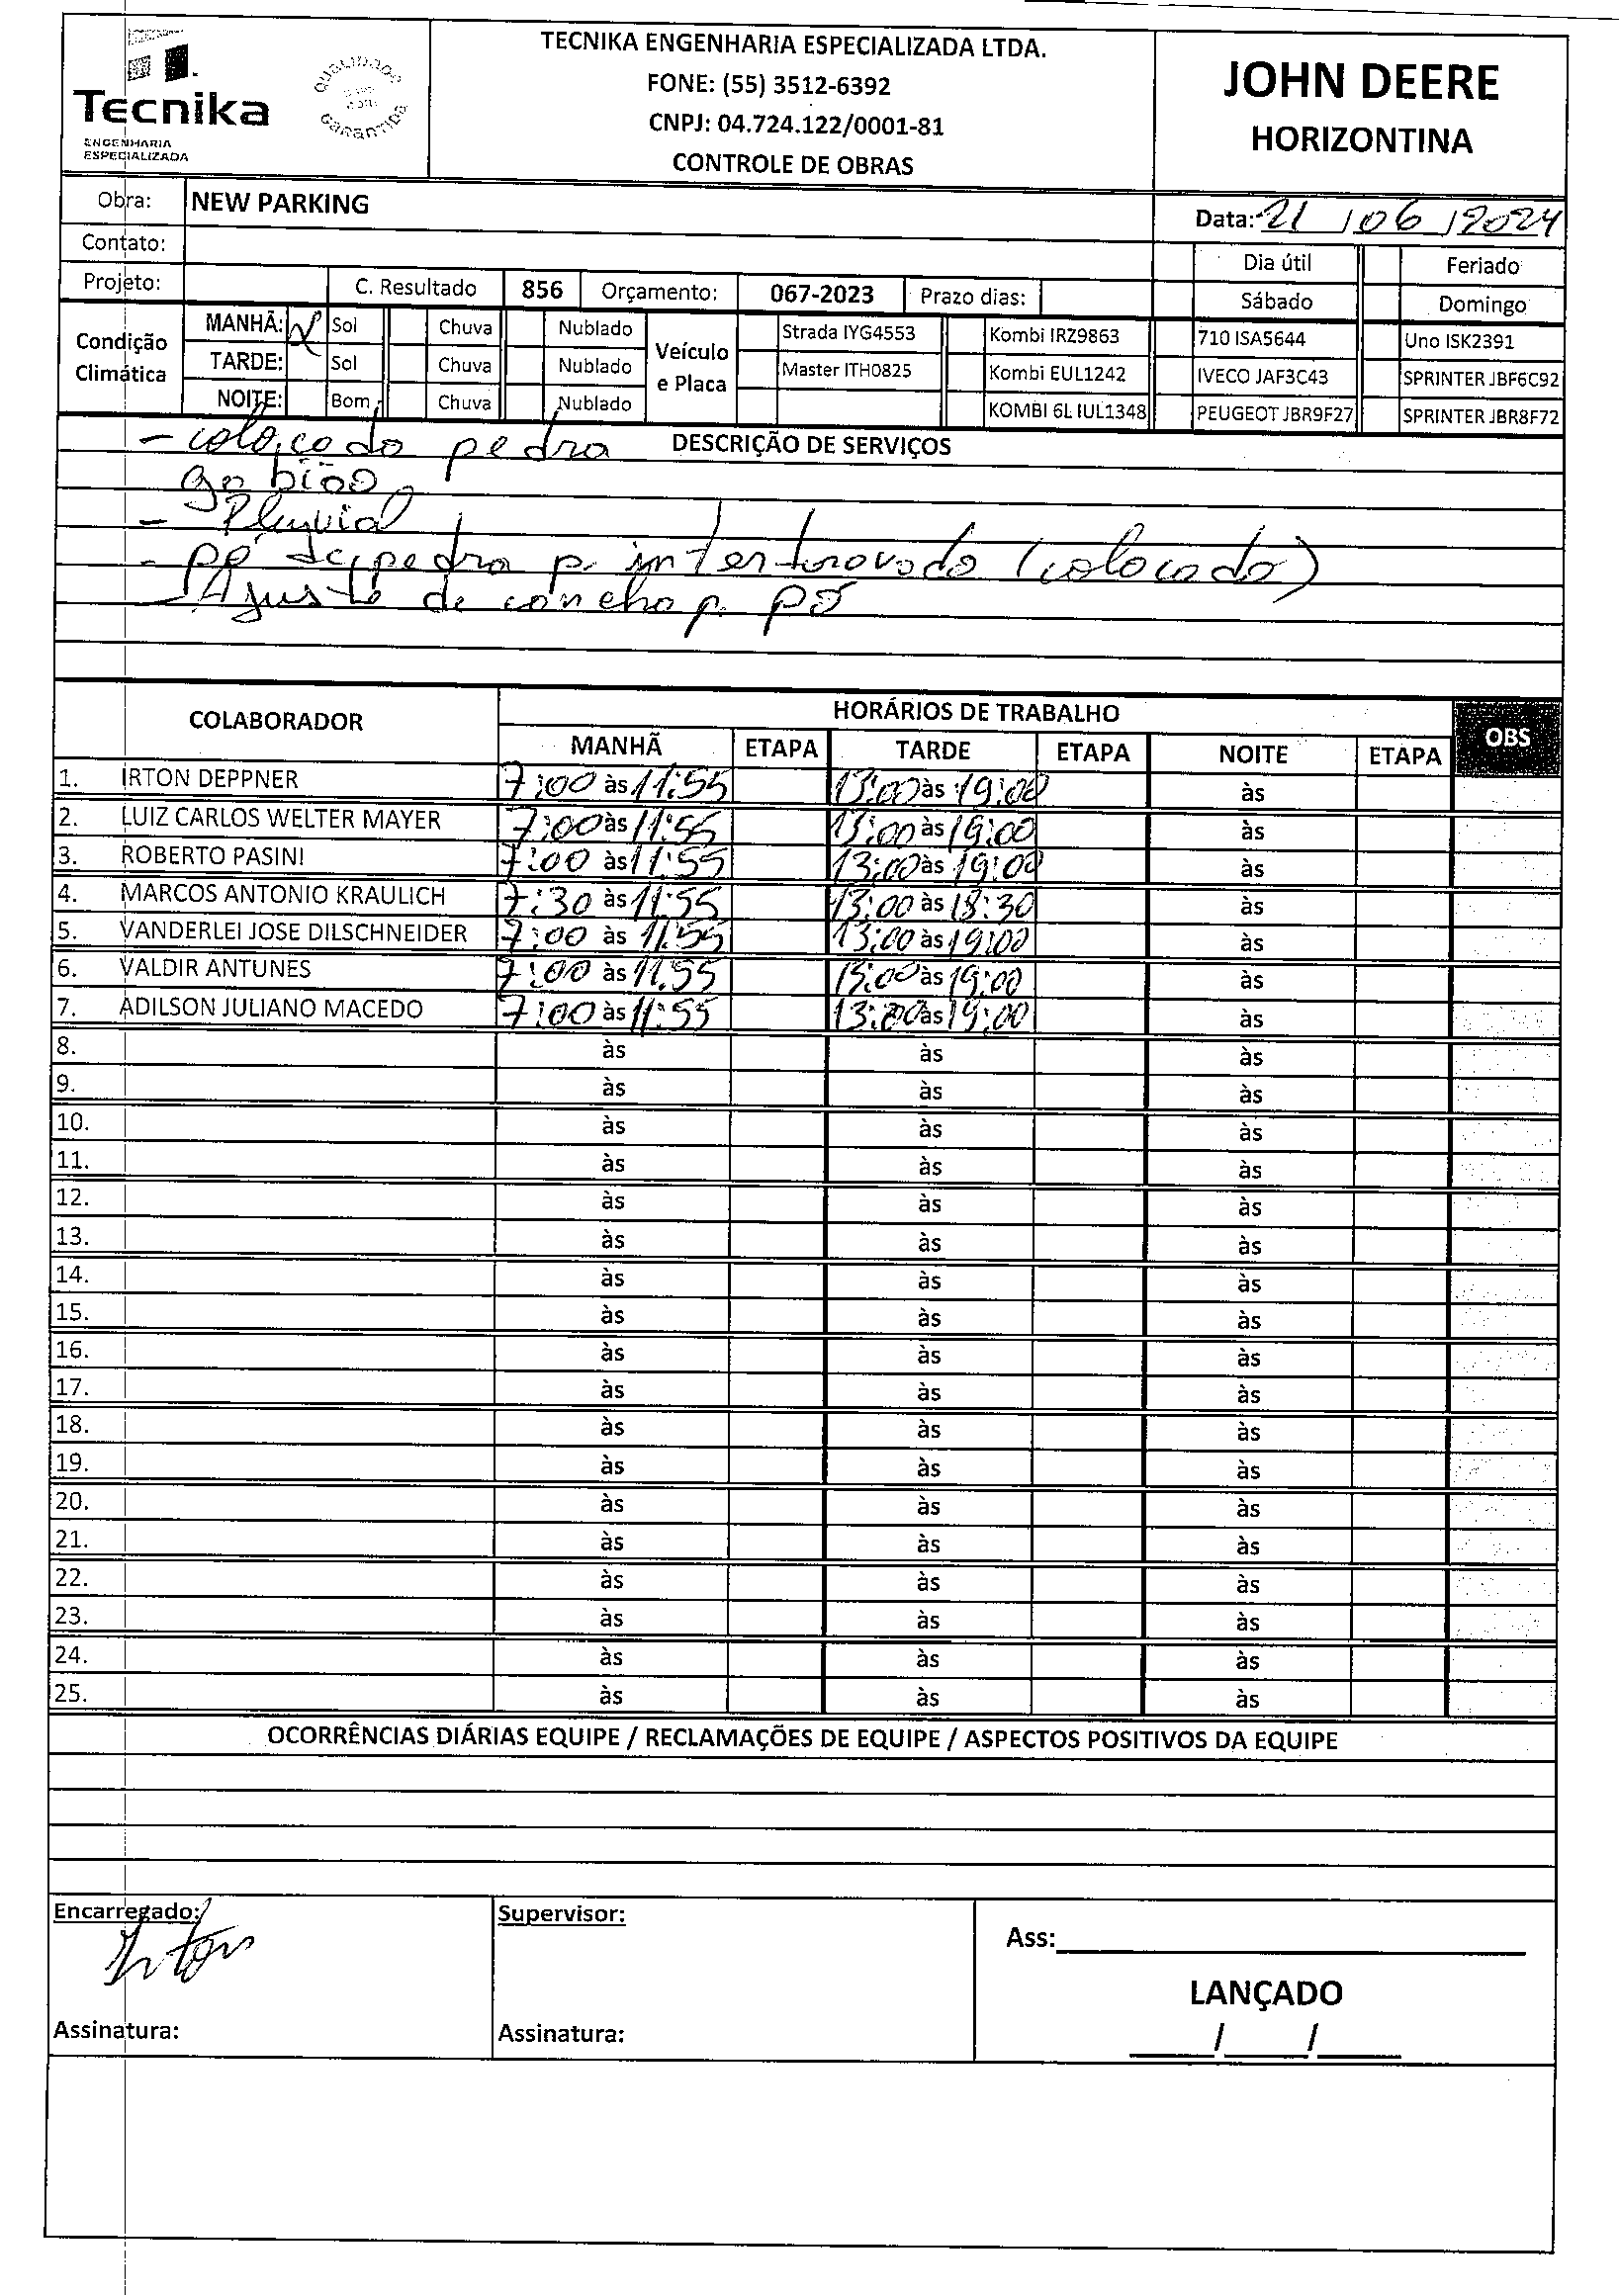 TECNIKA ENGENHARIA ESPECIALIZADA LTDA.
FONE: (55) 3512-6392
CNPJ: 04.724.122/0001-81
CONTROLE DE OBRAS
Tecnika
ENGENHARIA
ESPECIALIZADA
QUALIDADE
GARANTIDA
JOHN DEERE
HORIZONTINA
Obra: NEW PARKING
Data: 21/06/2024
Contato:
Dia útil Feriado
Projeto: C. Resultado 856 Orçamento: 067-2023 Prazo dias:
Sábado Domingo
Condição Climática
MANHÃ: X Sol Chuva Nublado
TARDE: Sol Chuva Nublado
NOITE: Bom Chuva Nublado
Veículo e Placa
Strada IYG4553 Kombi IRZ9863 710 ISA5644 Uno ISK2391
Master ITH0825 Kombi EUL1242 IVECO JAF3C43 SPRINTER JBF6C92
KOMBI 6L IUL1348 PEUGEOT JBR9F27 SPRINTER JBR8F72
DESCRIÇÃO DE SERVIÇOS
- colocado pedra
gabião
- Pluvial
- pó de pedra p. intertravado (colocado)
- Ajuste de concha p. pó
COLABORADOR HORÁRIOS DE TRABALHO OBS
MANHÃ ETAPA TARDE ETAPA NOITE ETAPA
1. IRTON DEPPNER 7:00 às 11:55 13:00 às 19:00 às
2. LUIZ CARLOS WELTER MAYER 7:00 às 11:55 13:00 às 19:00 às
3. ROBERTO PASINI 7:00 às 11:55 13:00 às 19:00 às
4. MARCOS ANTONIO KRAULICH 7:30 às 11:55 13:00 às 18:30 às
5. VANDERLEI JOSE DILSCHNEIDER 7:00 às 11:55 13:00 às 19:00 às
6. VALDIR ANTUNES 7:00 às 11:55 13:00 às 19:00 às
7. ADILSON JULIANO MACEDO 7:00 às 11:55 13:00 às 19:00 às
8. às às às
9. às às às
10. às às às
11. às às às
12. às às às
13. às às às
14. às às às
15. às às às
16. às às às
17. às às às
18. às às às
19. às às às
20. às às às
21. às às às
22. às às às
23. às às às
24. às às às
25. às às às
OCORRÊNCIAS DIÁRIAS EQUIPE / RECLAMAÇÕES DE EQUIPE / ASPECTOS POSITIVOS DA EQUIPE
Encarregado: Supervisor:
Irton
Ass:
LANÇADO
Assinatura: Assinatura:
/ /